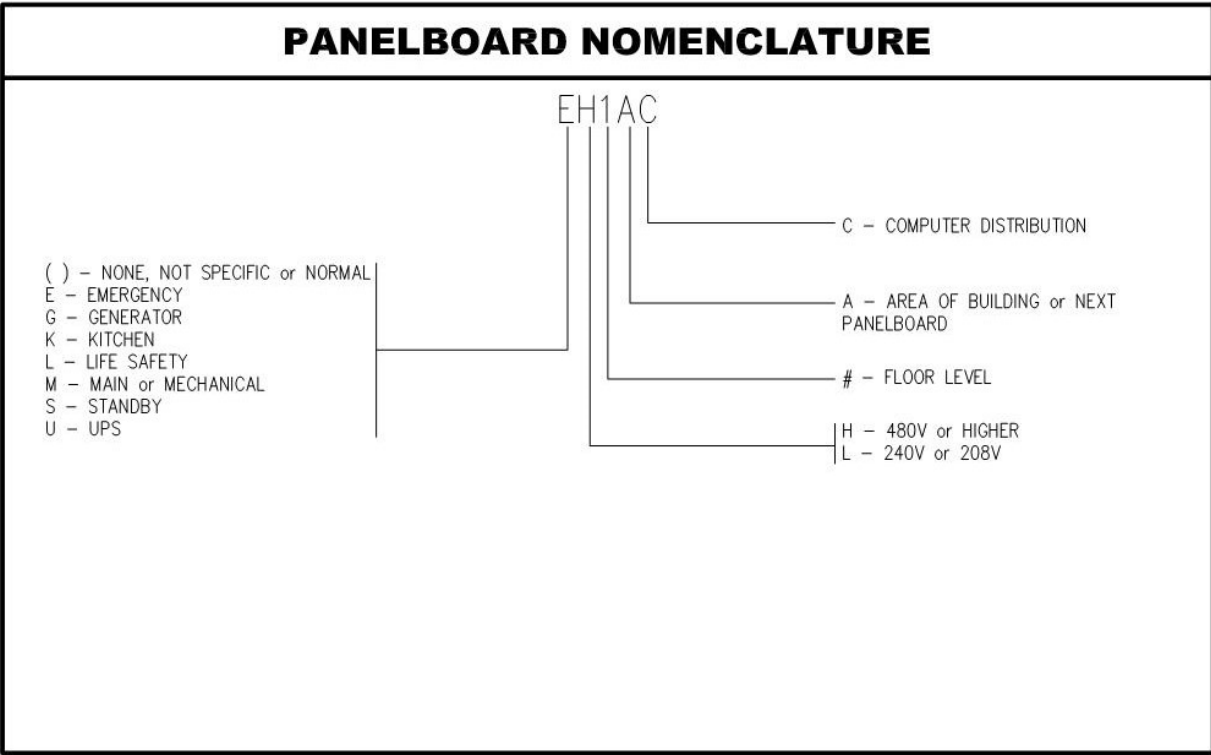 PANELBOARD NOMENCLATURE
EH1AC
C – COMPUTER DISTRIBUTION
( ) – NONE, NOT SPECIFIC or NORMAL
E – EMERGENCY
G – GENERATOR
K – KITCHEN
L – LIFE SAFETY
M – MAIN or MECHANICAL
S – STANDBY
U – UPS
A – AREA OF BUILDING or NEXT
PANELBOARD
# – FLOOR LEVEL
H – 480V or HIGHER
L – 240V or 208V